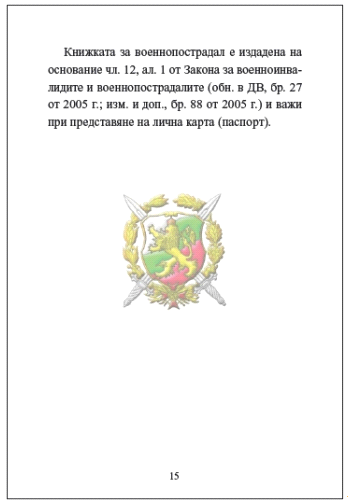 Книжката за военнопострадал е издадена на
основание чл. 12, ал. 1 от Закона за военноинва-
лидите и военнопострадалите (обн. в ДВ, бр. 27
от 2005 г.; изм. и доп., бр. 88 от 2005 г.) и важи
при представяне на лична карта (паспорт).
15